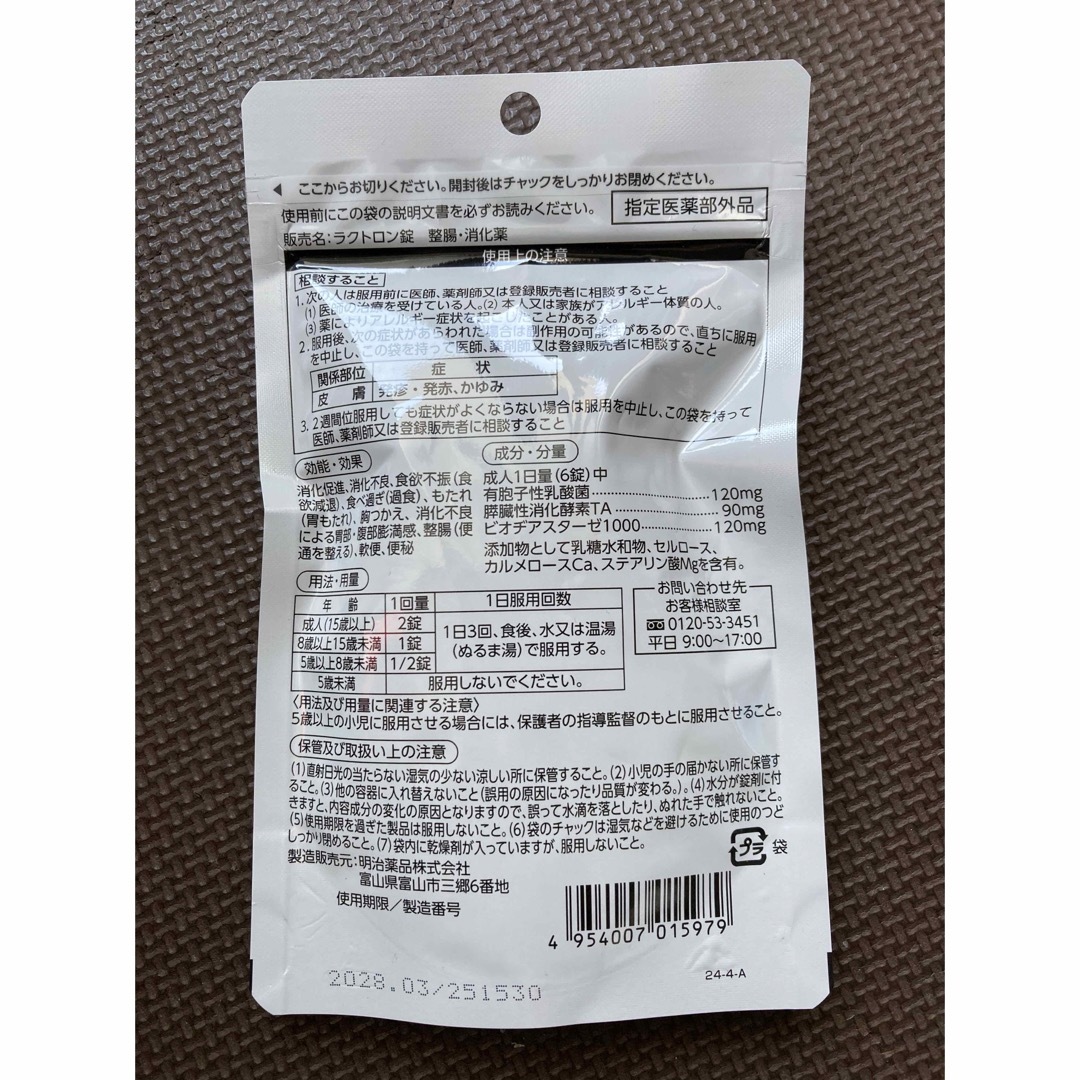 ここからお切りください。開封後はチャックをしっかりお閉めください。
使用前にこの袋の説明文書を必ずお読みください。
指定医薬部外品
販売名:ラクトロン錠 整腸・消化薬
使用上の注意
相談すること
1. 次の人は服用前に医師、薬剤師又は登録販売者に相談すること
(1) 医師の治療を受けている人。(2) 本人又は家族がアレルギー体質の人。
(3) 薬によりアレルギー症状を起こしたことがある人。
2. 服用後、次の症状があらわれた場合は副作用の可能性があるので、直ちに服用
を中止し、この袋を持って医師、薬剤師又は登録販売者に相談すること
関係部位 症状
皮膚 発疹・発赤、かゆみ
3. 2週間位服用しても症状がよくならない場合は服用を中止し、この袋を持って
医師、薬剤師又は登録販売者に相談すること
効能・効果
消化促進、消化不良、食欲不振(食
欲減退)、食べ過ぎ(過食)、もたれ
(胃もたれ)、胸つかえ、消化不良
による胃部・腹部膨満感、整腸(便
通を整える)、軟便、便秘
成分・分量
成人1日量(6錠)中
有胞子性乳酸菌 120mg
膵臓性消化酵素TA 90mg
ビオヂアスターゼ1000 120mg
添加物として乳糖水和物、セルロース、
カルメロースCa、ステアリン酸Mgを含有。
用法・用量
年齢 1回量 1日服用回数
成人(15歳以上) 2錠
8歳以上15歳未満 1錠
5歳以上8歳未満 1/2錠
1日3回、食後、水又は温湯
(ぬるま湯)で服用する。
5歳未満 服用しないでください。
お問い合わせ先
お客様相談室
0120-53-3451
平日 9:00~17:00
〈用法及び用量に関連する注意〉
5歳以上の小児に服用させる場合には、保護者の指導監督のもとに服用させること。
保管及び取扱い上の注意
(1)直射日光の当たらない湿気の少ない涼しい所に保管すること。(2)小児の手の届かない所に保管す
ること。(3)他の容器に入れ替えないこと(誤用の原因になったり品質が変わる。)。(4)水分が錠剤に付
きますと、内容成分の変化の原因となりますので、誤って水滴を落としたり、ぬれた手で触れないこと。
(5)使用期限を過ぎた製品は服用しないこと。(6)袋のチャックは湿気などを避けるために使用のつど
しっかり閉めること。(7)袋内に乾燥剤が入っていますが、服用しないこと。
プラ 袋
製造販売元:明治薬品株式会社
富山県富山市三郷6番地
使用期限/製造番号
4 954007 015979
24-4-A
2028.03/251530